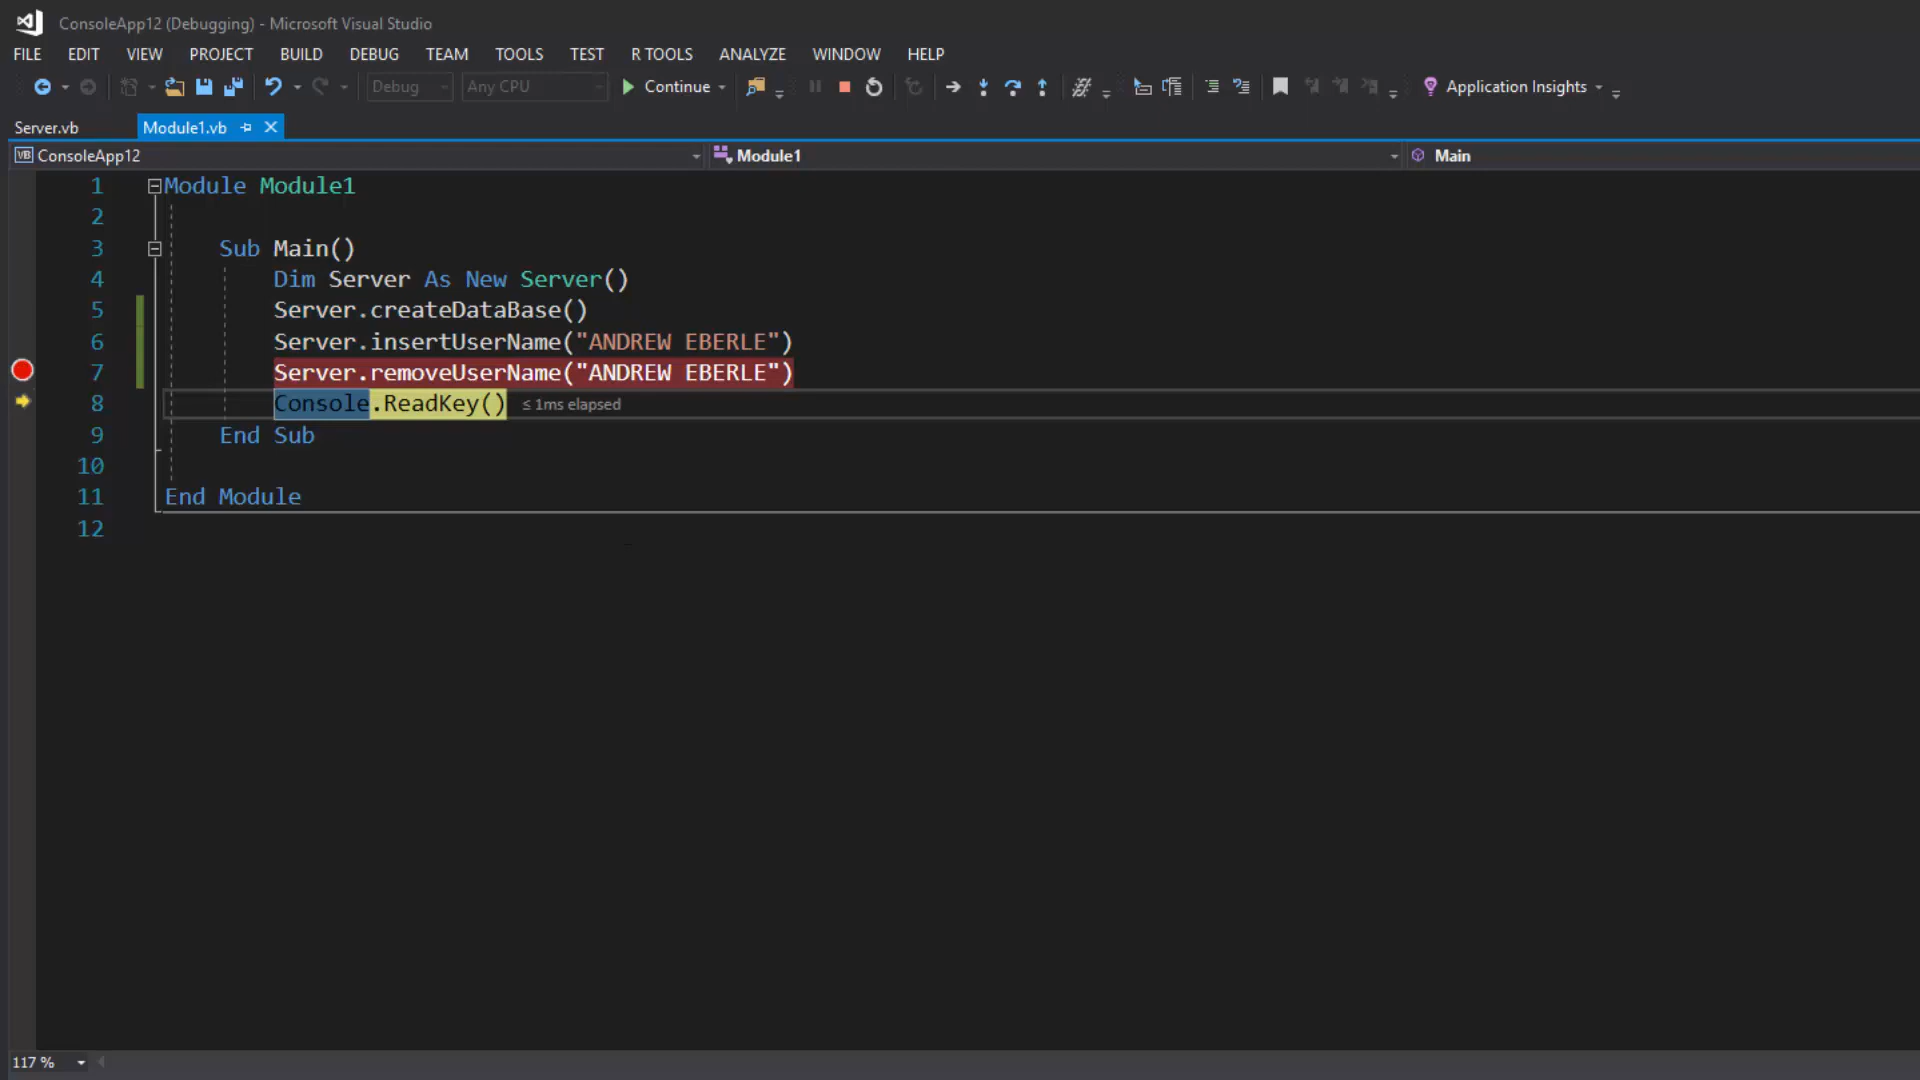 ConsoleApp12 (Debugging) - Microsoft Visual Studio
FILE EDIT VIEW PROJECT BUILD DEBUG TEAM TOOLS TEST R TOOLS ANALYZE WINDOW HELP
Debug Any CPU Continue Application Insights
Server.vb Module1.vb
VB ConsoleApp12 Module1 Main
1 Module Module1
2
3 Sub Main()
4 Dim Server As New Server()
5 Server.createDataBase()
6 Server.insertUserName("ANDREW EBERLE")
7 Server.removeUserName("ANDREW EBERLE")
8 Console.ReadKey() ≤ 1ms elapsed
9 End Sub
10
11 End Module
12
117 %